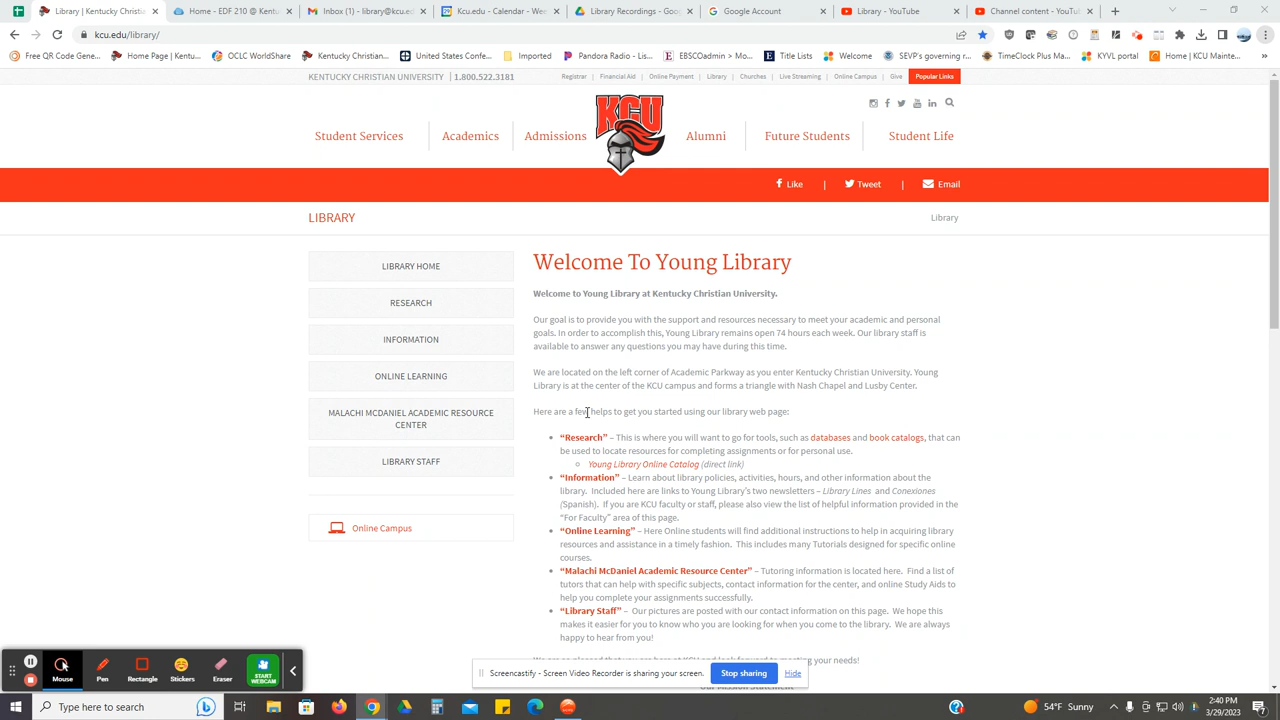 Home - EDF 210 K
Inbox (1) - library@kcu.ed
Kcu.edu - Calendar - Wee
My Drive - Goo
Google Accour
Library - YouTu
Channel content - YouTu
kcu.edu/library/
Free QR Code Gener...
Home Page | Kentu...
OCLC WorldShare
Kentucky Christian...
United States Conf...
Imported
Pandora Radio - Lis...
EBSCOadmin > Mo...
Title Lists
Welcome
SEVP's governing r...
TimeClock Plus Ma...
KYVL portal
Home | KCU Mainte...
KENTUCKY CHRISTIAN UNIVERSITY | 1.800.522.3181
Registrar Financial Aid Online Payment Library Churches Live Streaming Online Campus Give Popular Links
KCU
Student Services Academics Admissions Alumni Future Students Student Life
Like | Tweet | Email
LIBRARY
Library
LIBRARY HOME
RESEARCH
INFORMATION
ONLINE LEARNING
MALACHI MCDANIEL ACADEMIC RESOURCE
CENTER
LIBRARY STAFF
Online Campus
Welcome To Young Library
Welcome to Young Library at Kentucky Christian University.
Our goal is to provide you with the support and resources necessary to meet your academic and personal
goals. In order to accomplish this, Young Library remains open 74 hours each week. Our library staff is
available to answer any questions you may have during this time.
We are located on the left corner of Academic Parkway as you enter Kentucky Christian University. Young
Library is at the center of the KCU campus and forms a triangle with Nash Chapel and Lusby Center.
Here are a few helps to get you started using our library web page:
“Research” – This is where you will want to go for tools, such as databases and book catalogs, that can
be used to locate resources for completing assignments or for personal use.
Young Library Online Catalog (direct link)
“Information” – Learn about library policies, activities, hours, and other information about the
library. Included here are links to Young Library's two newsletters – Library Lines and Conexiones
(Spanish). If you are KCU faculty or staff, please also view the list of helpful information provided in the
“For Faculty” area of this page.
“Online Learning” – Here Online students will find additional instructions to help in acquiring library
resources and assistance in a timely fashion. This includes many Tutorials designed for specific online
courses.
“Malachi McDaniel Academic Resource Center” – Tutoring information is located here. Find a list of
tutors that can help with specific subjects, contact information for the center, and online Study Aids to
help you complete your assignments successfully.
“Library Staff” – Our pictures are posted with our contact information on this page. We hope this
makes it easier for you to know who you are looking for when you come to the library. We are always
happy to hear from you!
your needs!
Screencastify - Screen Video Recorder is sharing your screen. Stop sharing Hide
Mouse Pen Rectangle Stickers Eraser START WEBCAM
Type here to search
54°F Sunny
2:40 PM
3/29/2023